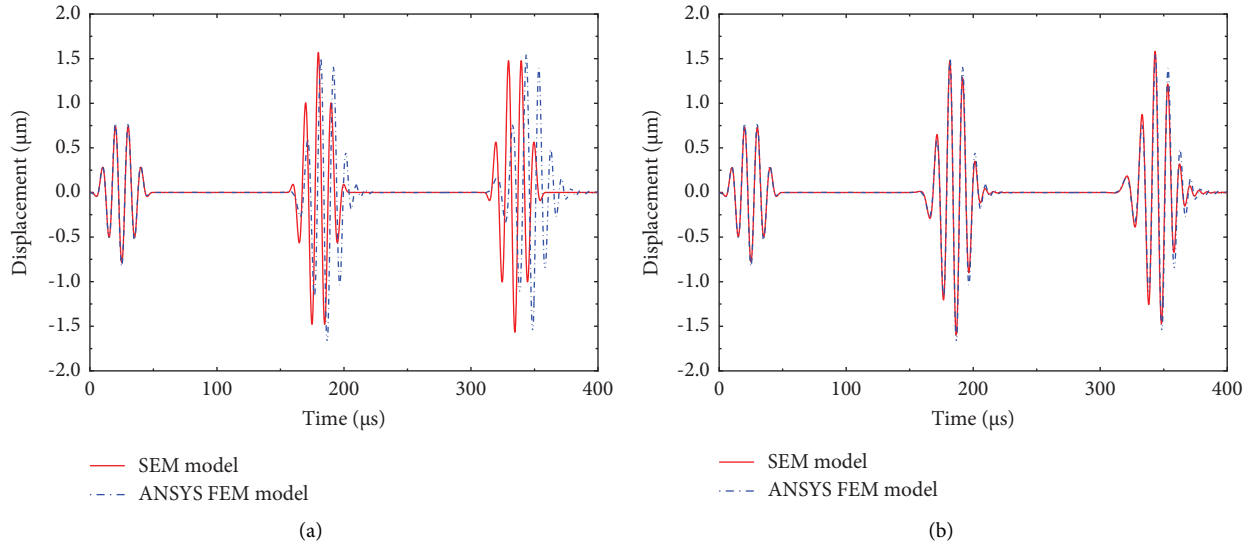 2.0
1.5
1.0
0.5
0.0
-0.5
-1.0
-1.5
-2.0
Displacement (μm)
0
100
200
300
400
Time (μs)
SEM model
ANSYS FEM model
(a)
2.0
1.5
1.0
0.5
0.0
-0.5
-1.0
-1.5
-2.0
Displacement (μm)
0
100
200
300
400
Time (μs)
SEM model
ANSYS FEM model
(b)